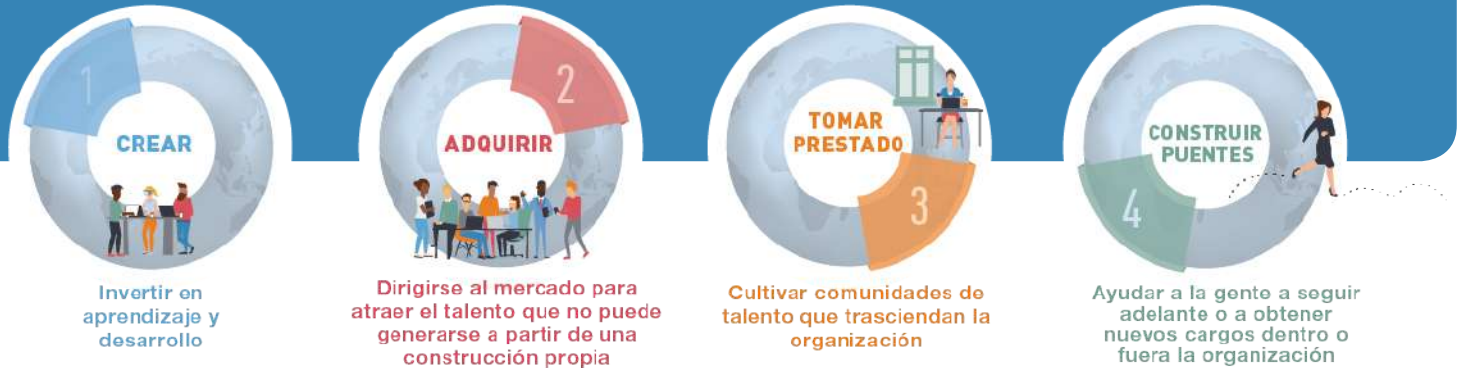 1
CREAR
Invertir en
aprendizaje y
desarrollo
2
ADQUIRIR
Dirigirse al mercado para
atraer el talento que no puede
generarse a partir de una
construcción propia
TOMAR
PRESTADO
3
Cultivar comunidades de
talento que trasciendan la
organización
CONSTRUIR
PUENTES
4
Ayudar a la gente a seguir
adelante o a obtener
nuevos cargos dentro o
fuera la organización